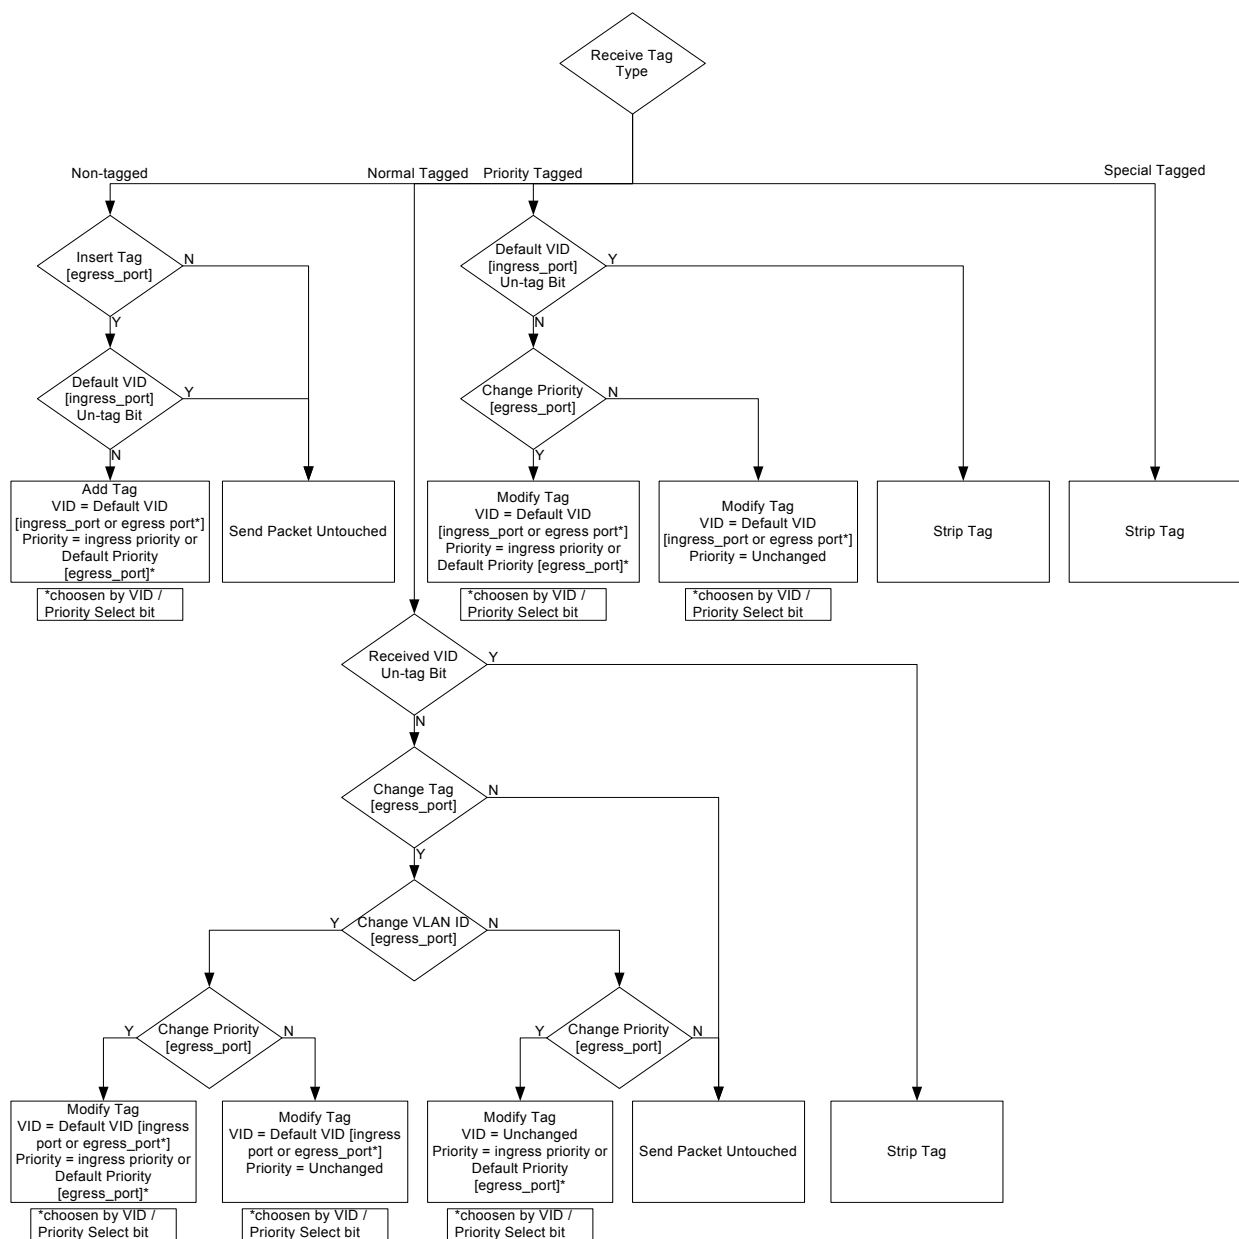 Receive Tag
Type
Non-tagged
Normal Tagged
Priority Tagged
Special Tagged
Insert Tag
[egress_port]
N
Y
Default VID
[ingress_port]
Un-tag Bit
Y
N
Default VID
[ingress_port]
Un-tag Bit
Y
N
Change Priority
[egress_port]
N
Y
Add Tag
VID = Default VID
[ingress_port or egress port*]
Priority = ingress priority or
Default Priority
[egress_port]*
*choosen by VID /
Priority Select bit
Send Packet Untouched
Modify Tag
VID = Default VID
[ingress_port or egress port*]
Priority = ingress priority or
Default Priority [egress_port]*
*choosen by VID /
Priority Select bit
Modify Tag
VID = Default VID
[ingress_port or egress port*]
Priority = Unchanged
*choosen by VID /
Priority Select bit
Strip Tag
Strip Tag
Received VID
Un-tag Bit
Y
N
Change Tag
[egress_port]
N
Y
Change VLAN ID
[egress_port]
Y
N
Change Priority
[egress_port]
Y
N
Change Priority
[egress_port]
Y
N
Modify Tag
VID = Default VID [ingress
port or egress_port*]
Priority = ingress priority or
Default Priority
[egress_port]*
*choosen by VID /
Priority Select bit
Modify Tag
VID = Default VID [ingress
port or egress_port*]
Priority = Unchanged
*choosen by VID /
Priority Select bit
Modify Tag
VID = Unchanged
Priority = ingress priority or
Default Priority
[egress_port]*
*choosen by VID /
Priority Select bit
Send Packet Untouched
Strip Tag